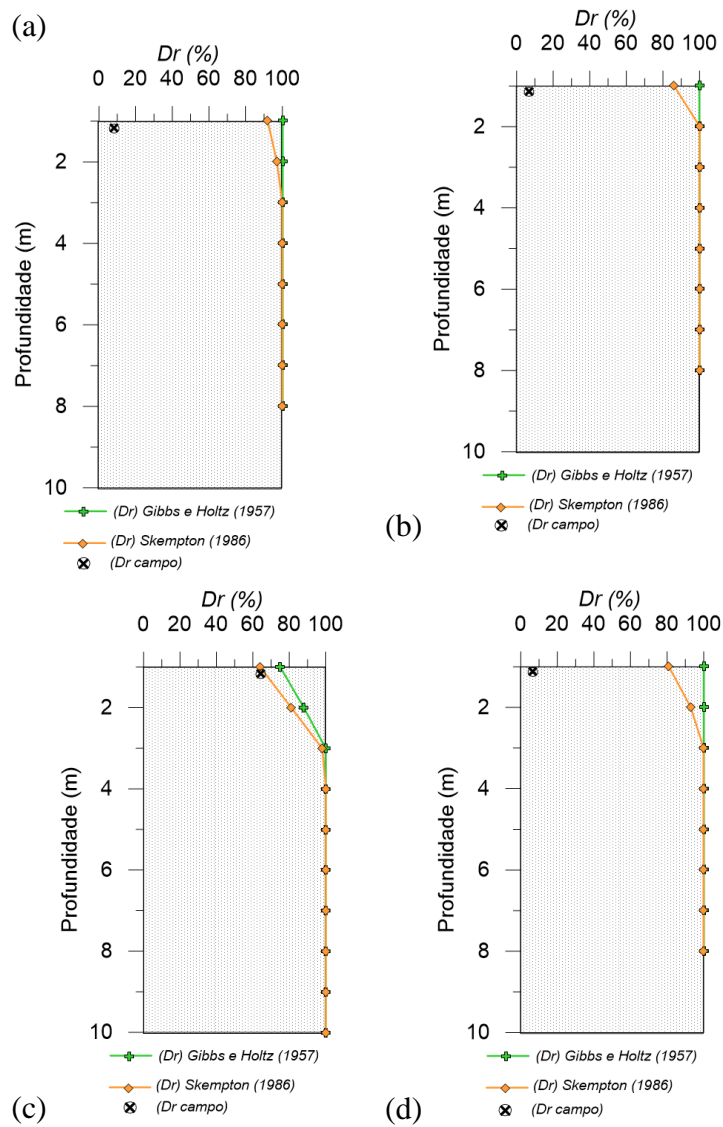 (a)
Dr (%)
0 20 40 60 80 100
Profundidade (m)
2
4
6
8
10
(Dr) Gibbs e Holtz (1957)
(Dr) Skempton (1986)
(Dr campo)
(b)
Dr (%)
0 20 40 60 80 100
Profundidade (m)
2
4
6
8
10
(Dr) Gibbs e Holtz (1957)
(Dr) Skempton (1986)
(Dr campo)
(c)
Dr (%)
0 20 40 60 80 100
Profundidade (m)
2
4
6
8
10
(Dr) Gibbs e Holtz (1957)
(Dr) Skempton (1986)
(Dr campo)
(d)
Dr (%)
0 20 40 60 80 100
Profundidade (m)
2
4
6
8
10
(Dr) Gibbs e Holtz (1957)
(Dr) Skempton (1986)
(Dr campo)